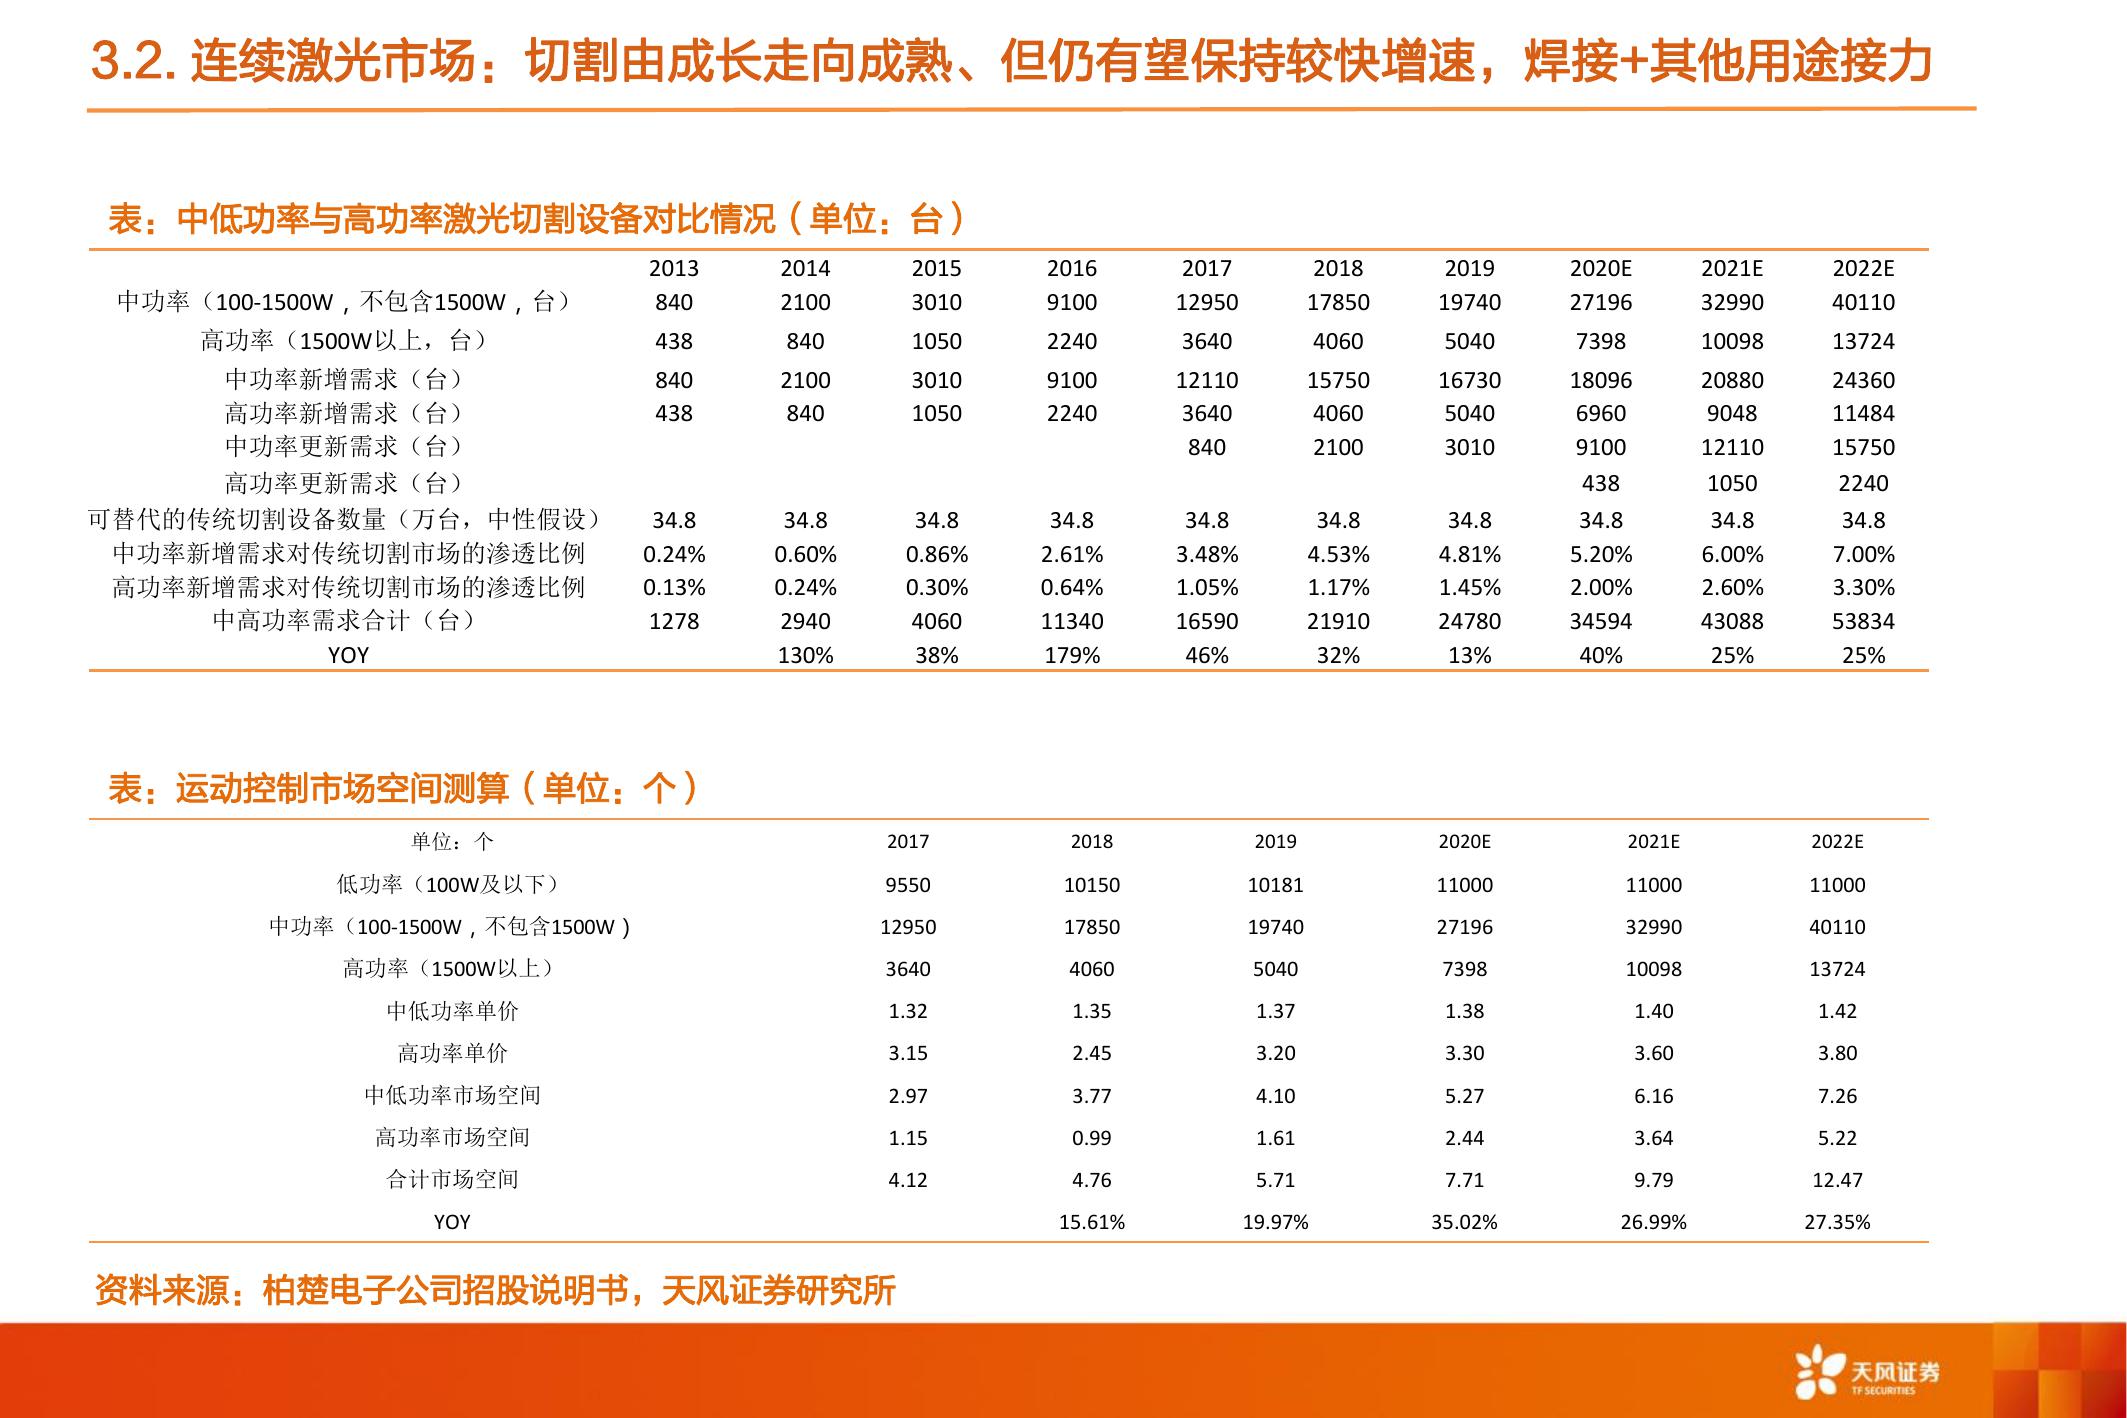 3.2. 连续激光市场：切割由成长走向成熟、但仍有望保持较快增速，焊接+其他用途接力
表：中低功率与高功率激光切割设备对比情况（单位：台）
2013 2014 2015 2016 2017 2018 2019 2020E 2021E 2022E
中功率（100-1500W，不包含1500W，台） 840 2100 3010 9100 12950 17850 19740 27196 32990 40110
高功率（1500W以上，台） 438 840 1050 2240 3640 4060 5040 7398 10098 13724
中功率新增需求（台） 840 2100 3010 9100 12110 15750 16730 18096 20880 24360
高功率新增需求（台） 438 840 1050 2240 3640 4060 5040 6960 9048 11484
中功率更新需求（台） 840 2100 3010 9100 12110 15750
高功率更新需求（台） 438 1050 2240
可替代的传统切割设备数量（万台，中性假设） 34.8 34.8 34.8 34.8 34.8 34.8 34.8 34.8 34.8 34.8
中功率新增需求对传统切割市场的渗透比例 0.24% 0.60% 0.86% 2.61% 3.48% 4.53% 4.81% 5.20% 6.00% 7.00%
高功率新增需求对传统切割市场的渗透比例 0.13% 0.24% 0.30% 0.64% 1.05% 1.17% 1.45% 2.00% 2.60% 3.30%
中高功率需求合计（台） 1278 2940 4060 11340 16590 21910 24780 34594 43088 53834
YOY 130% 38% 179% 46% 32% 13% 40% 25% 25%
表：运动控制市场空间测算（单位：个）
单位：个 2017 2018 2019 2020E 2021E 2022E
低功率（100W及以下） 9550 10150 10181 11000 11000 11000
中功率（100-1500W，不包含1500W) 12950 17850 19740 27196 32990 40110
高功率（1500W以上） 3640 4060 5040 7398 10098 13724
中低功率单价 1.32 1.35 1.37 1.38 1.40 1.42
高功率单价 3.15 2.45 3.20 3.30 3.60 3.80
中低功率市场空间 2.97 3.77 4.10 5.27 6.16 7.26
高功率市场空间 1.15 0.99 1.61 2.44 3.64 5.22
合计市场空间 4.12 4.76 5.71 7.71 9.79 12.47
YOY 15.61% 19.97% 35.02% 26.99% 27.35%
资料来源：柏楚电子公司招股说明书，天风证券研究所
天风证券
TF SECURITIES